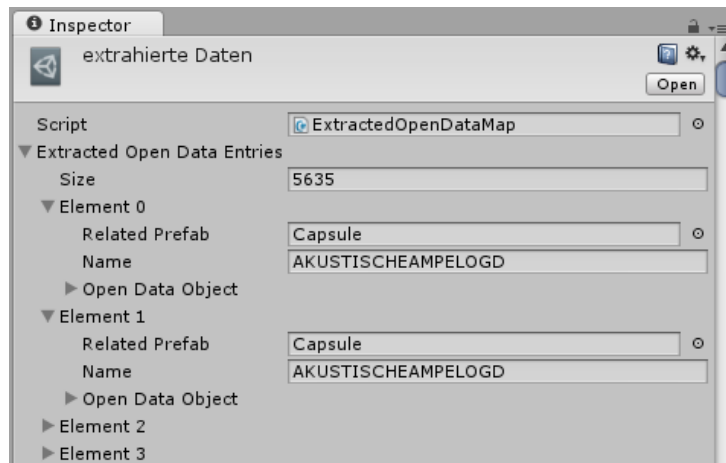 Inspector
extrahierte Daten
Open
Script ExtractedOpenDataMap
Extracted Open Data Entries
Size 5635
Element 0
Related Prefab Capsule
Name AKUSTISCHEAMPELOGD
Open Data Object
Element 1
Related Prefab Capsule
Name AKUSTISCHEAMPELOGD
Open Data Object
Element 2
Element 3